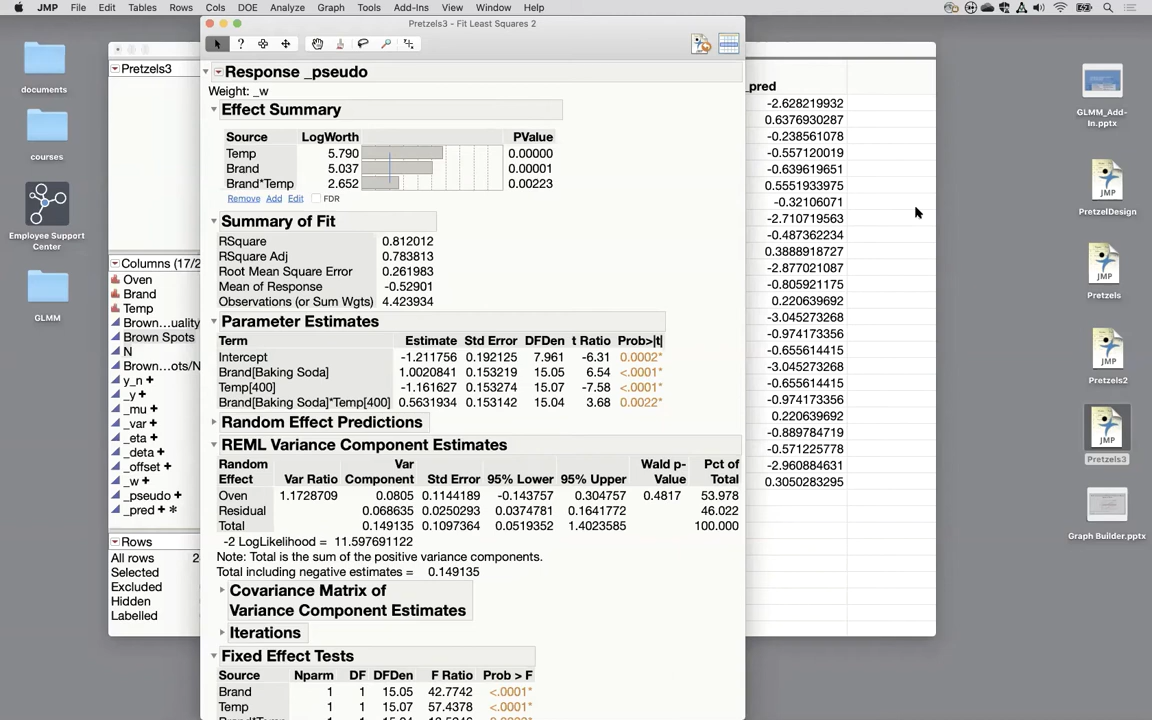 JMP File Edit Tables Rows Cols DOE Analyze Graph Tools Add-Ins View Window Help
Pretzels3 - Fit Least Squares 2
Response _pseudo
Weight: _w
Effect Summary
Source LogWorth PValue
Temp 5.790 0.00000
Brand 5.037 0.00001
Brand*Temp 2.652 0.00223
Remove Add Edit FDR
Summary of Fit
RSquare 0.812012
RSquare Adj 0.783813
Root Mean Square Error 0.261983
Mean of Response -0.52901
Observations (or Sum Wgts) 4.423934
Parameter Estimates
Term Estimate Std Error DFDen t Ratio Prob>|t|
Intercept -1.211756 0.192125 7.961 -6.31 0.0002*
Brand[Baking Soda] 1.0020841 0.153219 15.05 6.54 <.0001*
Temp[400] -1.161627 0.153274 15.07 -7.58 <.0001*
Brand[Baking Soda]*Temp[400] 0.5631934 0.153142 15.04 3.68 0.0022*
Random Effect Predictions
REML Variance Component Estimates
Random Var Wald p- Pct of
Effect Var Ratio Component Std Error 95% Lower 95% Upper Value Total
Oven 1.1728709 0.0805 0.1144189 -0.143757 0.304757 0.4817 53.978
Residual 0.068635 0.0250293 0.0374781 0.1641772 46.022
Total 0.149135 0.1097364 0.0519352 1.4023585 100.000
-2 LogLikelihood = 11.597691122
Note: Total is the sum of the positive variance components.
Total including negative estimates = 0.149135
Covariance Matrix of
Variance Component Estimates
Iterations
Fixed Effect Tests
Source Nparm DF DFDen F Ratio Prob > F
Brand 1 1 15.05 42.7742 <.0001*
Temp 1 1 15.07 57.4378 <.0001*
Pretzels3
Columns (17/2
Oven
Brand
Temp
Brown...uality
Brown Spots
N
Brown...ots/N
y_n
_y
_mu
_var
_eta
_deta
_offset
_w
_pseudo
_pred
Rows
All rows 2
Selected
Excluded
Hidden
Labelled
_pred
-2.628219932
0.6376930287
-0.238561078
-0.557120019
-0.639619651
0.5551933975
-0.32106071
-2.710719563
-0.487362234
0.3888918727
-2.877021087
-0.805921175
0.220639692
-3.045273268
-0.974173356
-0.655614415
-3.045273268
-0.655614415
-0.974173356
0.220639692
-0.889784719
-0.571225778
-2.960884631
0.3050283295
documents
courses
Employee Support
Center
GLMM
GLMM_Add-
In.pptx
JMP
PretzelDesign
JMP
Pretzels
JMP
Pretzels2
JMP
Pretzels3
Graph Builder.pptx